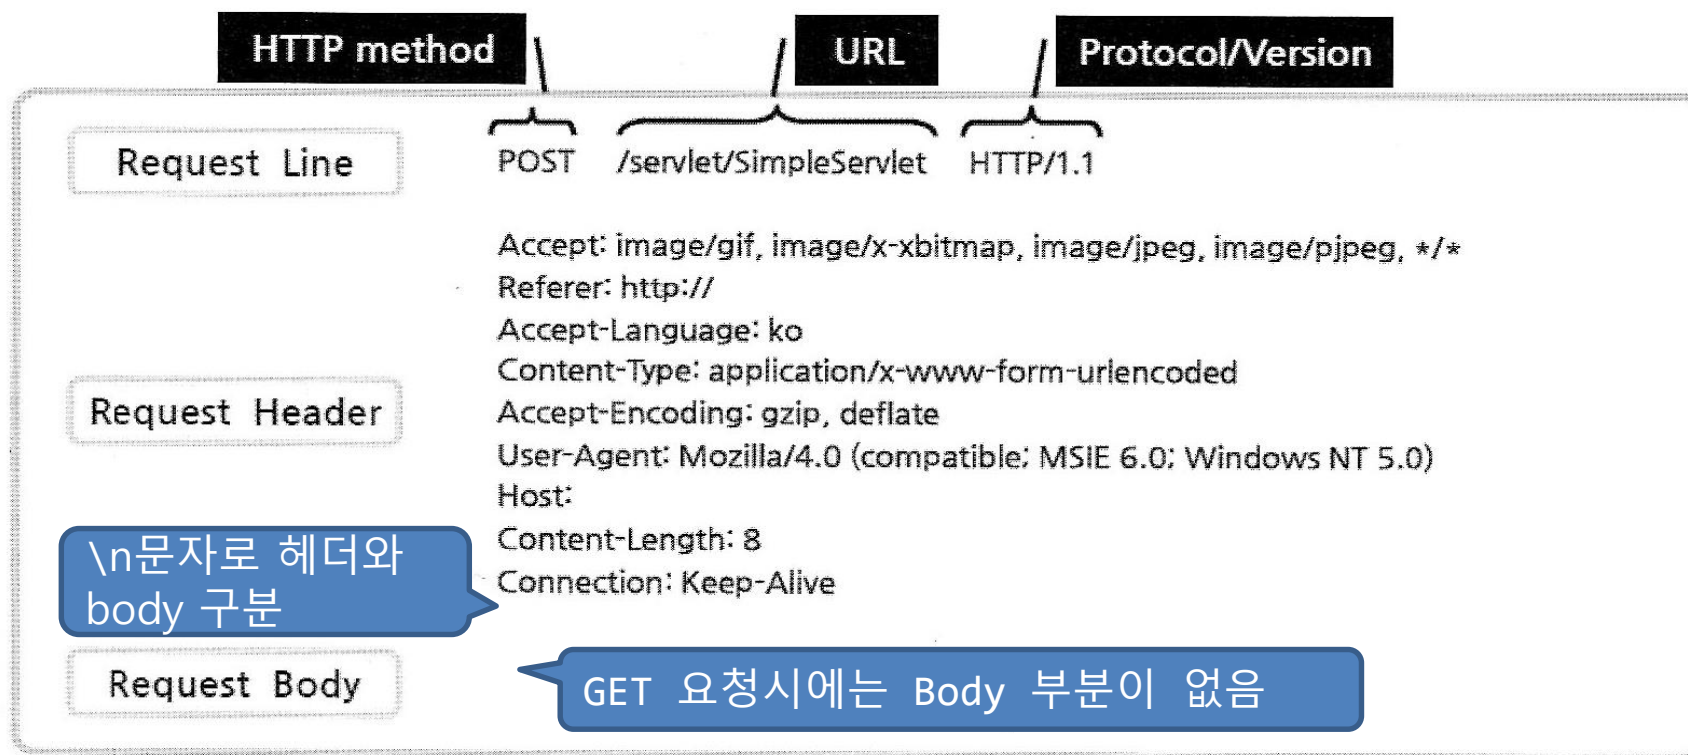 HTTP method URL Protocol/Version
Request Line POST /servlet/SimpleServlet HTTP/1.1
Accept: image/gif, image/x-xbitmap, image/jpeg, image/pjpeg, */*
Referer: http://
Accept-Language: ko
Content-Type: application/x-www-form-urlencoded
Request Header Accept-Encoding: gzip, deflate
User-Agent: Mozilla/4.0 (compatible; MSIE 6.0; Windows NT 5.0)
Host:
Content-Length: 8
Connection: Keep-Alive
\n문자로 헤더와
body 구분
Request Body
GET 요청시에는 Body 부분이 없음